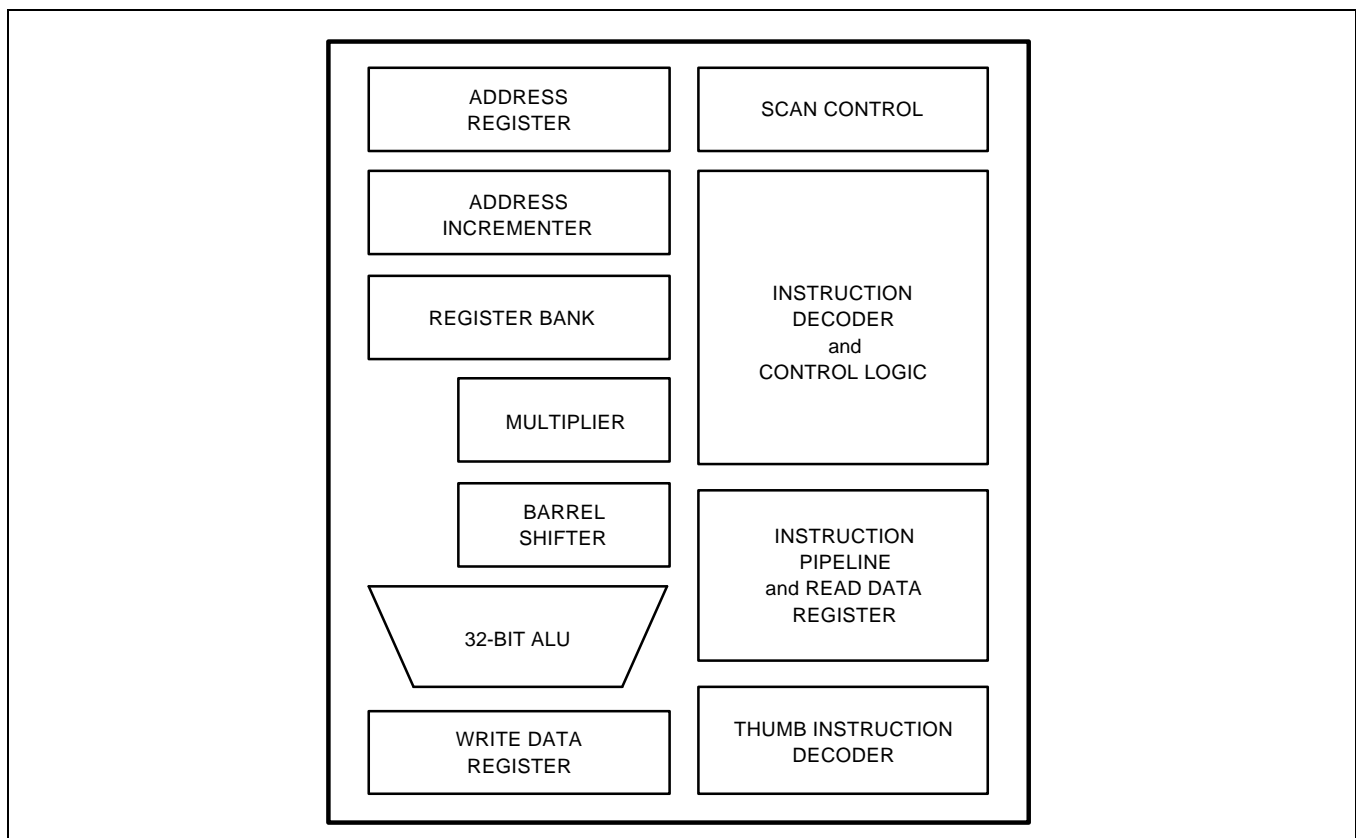 ADDRESS
REGISTER
SCAN CONTROL
ADDRESS
INCREMENTER
REGISTER BANK
INSTRUCTION
DECODER
and
CONTROL LOGIC
MULTIPLIER
BARREL
SHIFTER
INSTRUCTION
PIPELINE
and READ DATA
REGISTER
32-BIT ALU
WRITE DATA
REGISTER
THUMB INSTRUCTION
DECODER